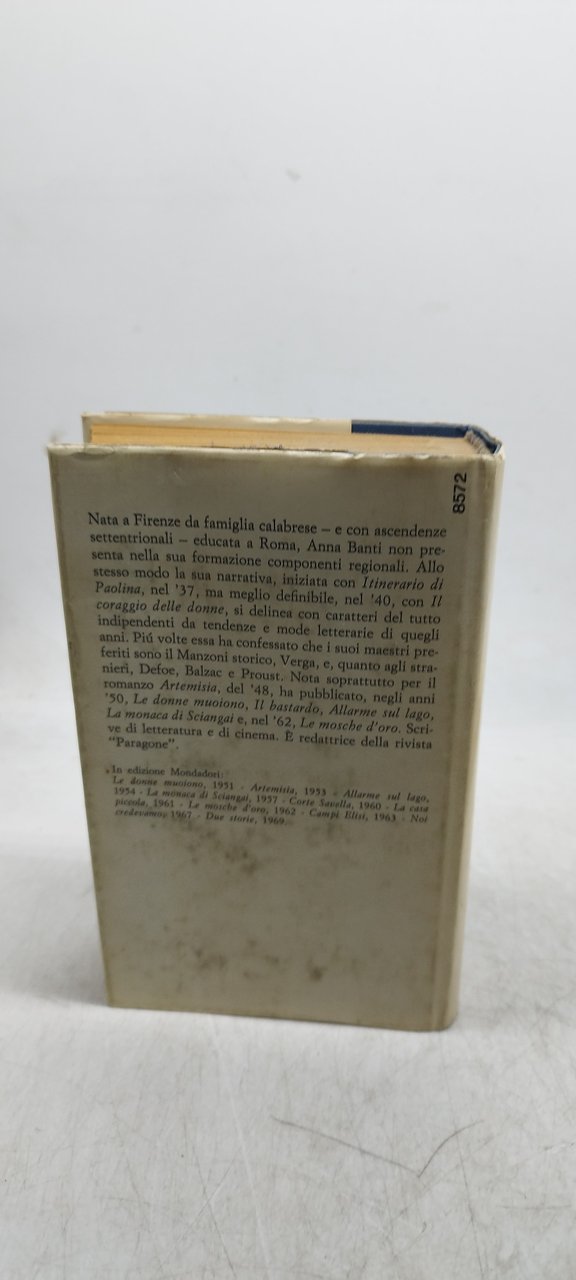 8572
Nata a Firenze da famiglia calabrese – e con ascendenze
settentrionali – educata a Roma, Anna Banti non pre-
senta nella sua formazione componenti regionali. Allo
stesso modo la sua narrativa, iniziata con Itinerario di
Paolina, nel '37, ma meglio definibile, nel '40, con Il
coraggio delle donne, si delinea con caratteri del tutto
indipendenti da tendenze e mode letterarie di quegli
anni. Piú volte essa ha confessato che i suoi maestri pre-
feriti sono il Manzoni storico, Verga, e, quanto agli stra-
nieri, Defoe, Balzac e Proust. Nota soprattutto per il
romanzo Artemisia, del '48, ha pubblicato, negli anni
'50, Le donne muoiono, Il bastardo, Allarme sul lago,
La monaca di Sciangai e, nel '62, Le mosche d'oro. Scri-
ve di letteratura e di cinema. È redattrice della rivista
"Paragone".
In edizione Mondadori:
Le donne muoiono, 1951 - Artemisia, 1953 - Allarme sul lago,
1954 - La monaca di Sciangai, 1957 - Corte Savella, 1960 - La casa
piccola, 1961 - Le mosche d'oro, 1962 - Campi Elisi, 1963 - Noi
credevamo, 1967 - Due storie, 1969.